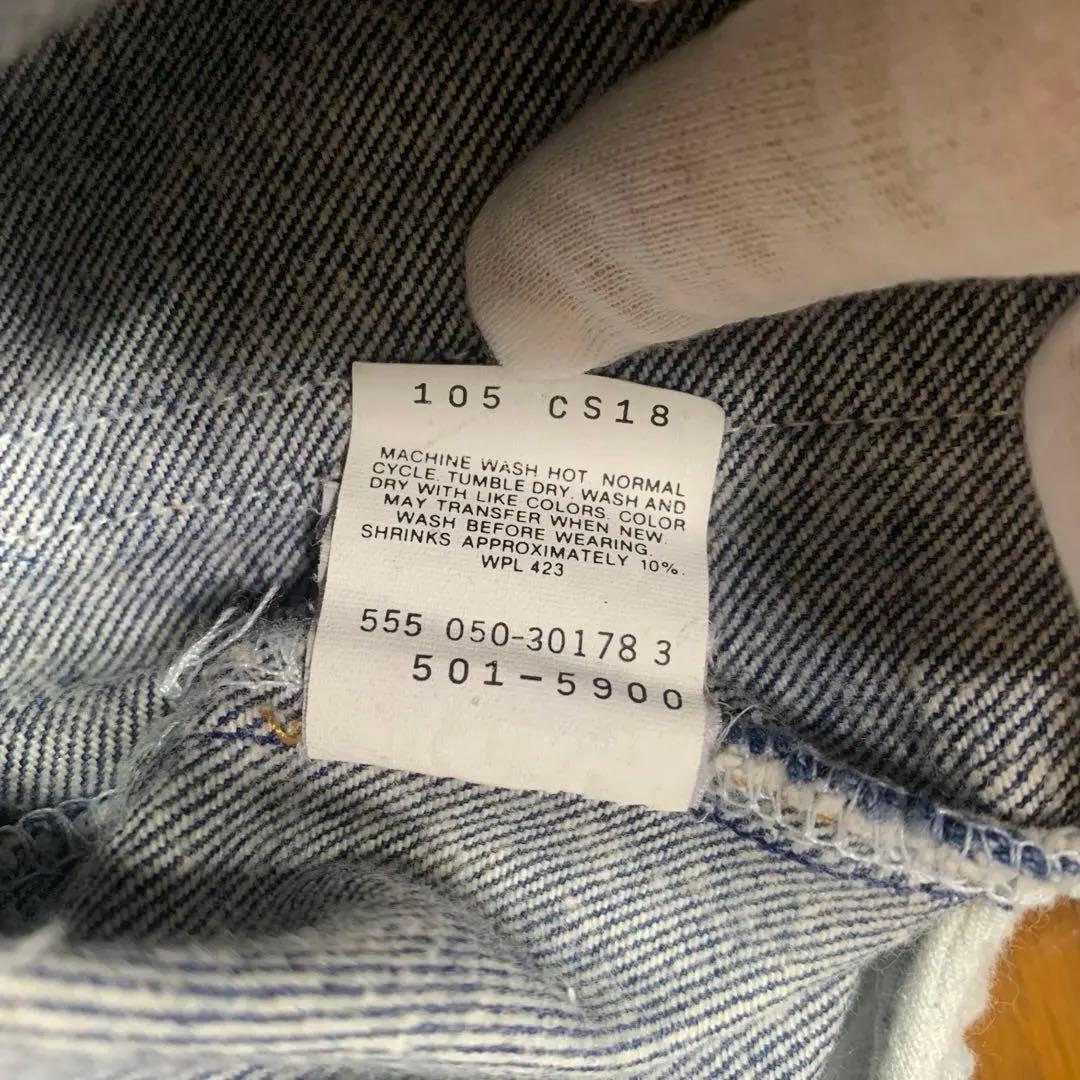 105 CS18
MACHINE WASH HOT, NORMAL
CYCLE. TUMBLE DRY. WASH AND
DRY WITH LIKE COLORS. COLOR
MAY TRANSFER WHEN NEW.
WASH BEFORE WEARING.
SHRINKS APPROXIMATELY 10%.
WPL 423
555 050-30178 3
501-5900